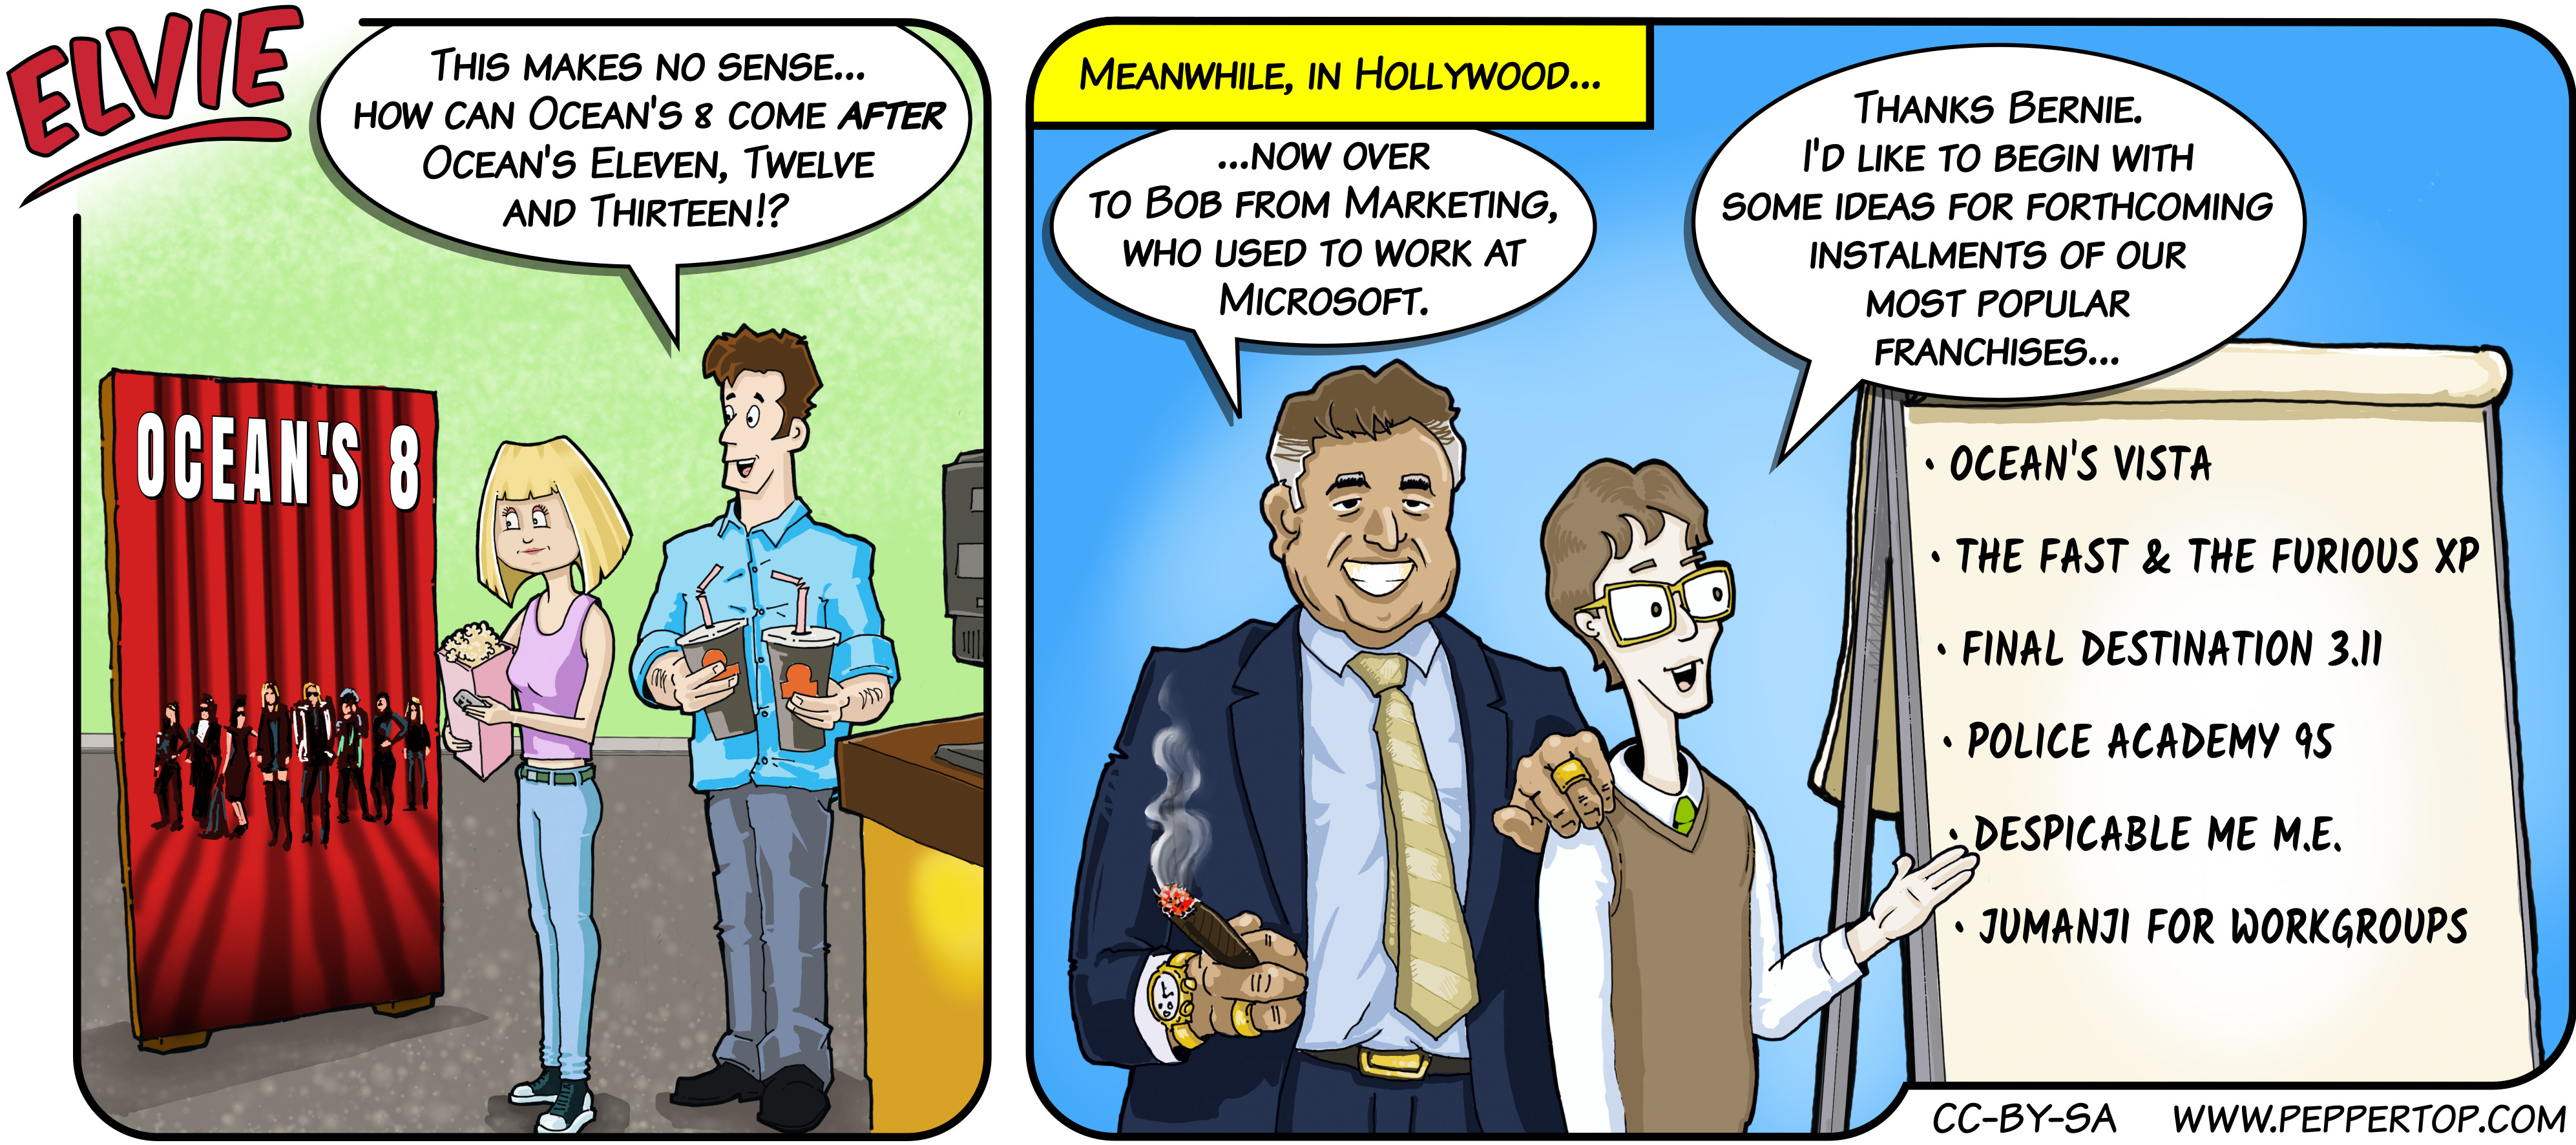 ELVIE
THIS MAKES NO SENSE...
HOW CAN OCEAN'S 8 COME AFTER
OCEAN'S ELEVEN, TWELVE
AND THIRTEEN!?
OCEAN'S 8
MEANWHILE, IN HOLLYWOOD...
...NOW OVER
TO BOB FROM MARKETING,
WHO USED TO WORK AT
MICROSOFT.
THANKS BERNIE.
I'D LIKE TO BEGIN WITH
SOME IDEAS FOR FORTHCOMING
INSTALMENTS OF OUR
MOST POPULAR
FRANCHISES...
• OCEAN'S VISTA
• THE FAST & THE FURIOUS XP
• FINAL DESTINATION 3.11
• POLICE ACADEMY 95
• DESPICABLE ME M.E.
• JUMANJI FOR WORKGROUPS
CC-BY-SA WWW.PEPPERTOP.COM